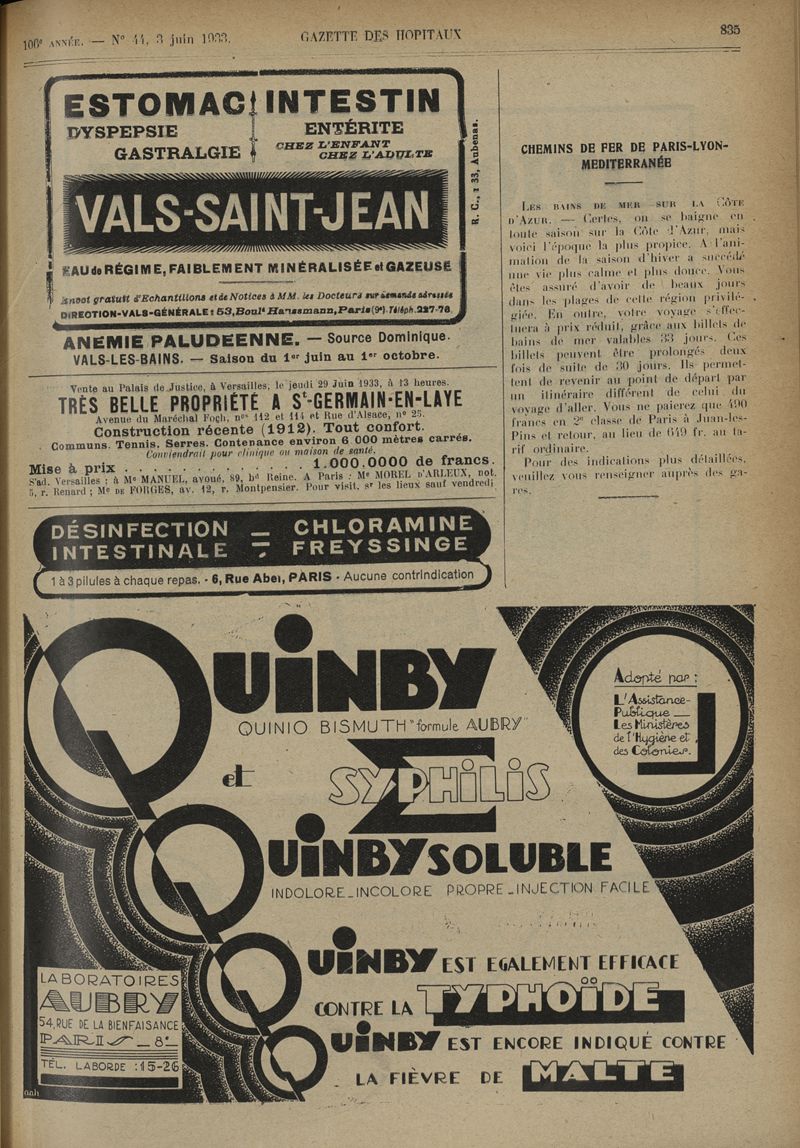 106e ANNÉE. — N° 44, 3 juin 1933.
GAZETTE DES HOPITAUX
835
ESTOMAC INTESTIN
DYSPEPSIE
GASTRALGIE
ENTÉRITE
CHEZ L'ENFANT
CHEZ L'ADULTE
VALS-SAINT-JEAN
EAU de RÉGIME, FAIBLEMENT MINÉRALISÉE et GAZEUSE
Envoi gratuit d'Echantillons et de Notices à MM. les Docteurs sur demande adressée
DIRECTION-VALS-GÉNÉRALE: 53, Boul^d Haussmann, Paris (9e). Téléph. 227-78.
R. C., : 33, Aubenas.
ANEMIE PALUDÉENNE. — Source Dominique.
VALS-LES-BAINS. — Saison du 1er juin au 1er octobre.
Vente au Palais de Justice, à Versailles, le jeudi 29 Juin 1933, à 13 heures.
TRÈS BELLE PROPRIÉTÉ A St-GERMAIN-EN-LAYE
Avenue du Maréchal Foch, nos 112 et 114 et Rue d'Alsace, n° 25.
Construction récente (1912). Tout confort.
Communs. Tennis. Serres. Contenance environ 6 000 mètres carrés.
Conviendrait pour clinique ou maison de santé.
Mise à prix . . . . . . . . . . . . 1.000.0000 de francs.
S'ad. Versailles : à Me MANUEL, avoué, 89, bd Reine. A Paris : Me MOREL D'ARLEUX, not.
5, r. Renard ; Me DE FORGES, av. 12, r. Montpensier. Pour visit. sr les lieux sauf vendredi
DÉSINFECTION = CHLORAMINE
INTESTINALE FREYSSINGE
1 à 3 pilules à chaque repas. - 6, Rue Abel, PARIS - Aucune contrindication
CHEMINS DE FER DE PARIS-LYON-
MEDITERRANÉE
LES BAINS DE MER SUR LA CÔTE
D'AZUR. — Certes, on se baigne en
toute saison sur la Côte d'Azur, mais
voici l'époque la plus propice. A l'ani-
mation de la saison d'hiver a succédé
une vie plus calme et plus douce. Vous
êtes assuré d'avoir de beaux jours
dans les plages de cette région privilé-
giée. En outre, votre voyage s'effec-
tuera à prix réduit, grâce aux billets de
bains de mer valables 33 jours. Ces
billets peuvent être prolongés deux
fois de suite de 30 jours. Ils permet-
tent de revenir au point de départ par
un itinéraire différent de celui du
voyage d'aller. Vous ne paierez que 490
francs en 2e classe de Paris à Juan-les-
Pins et retour, au lieu de 649 fr. au ta-
rif ordinaire.
Pour des indications plus détaillées,
veuillez vous renseigner auprès des ga-
res.
QUINBY
QUINIO BISMUTH "formule AUBRY"
et
SYPHILIS
QUINBY SOLUBLE
INDOLORE_INCOLORE PROPRE_INJECTION FACILE
Adopté par :
L'Assistance-
Publique _
Les Ministères
de l'Hygiène et
des Colonies.
QUINBY EST EGALEMENT EFFICACE
CONTRE LA TYPHOÏDE
QUINBY EST ENCORE INDIQUÉ CONTRE
LA FIÈVRE DE MALTE
LABORATOIRES
AUBRY
54, RUE DE LA BIENFAISANCE
PARIS _ 8e
TÉL. LABORDE : 15-26